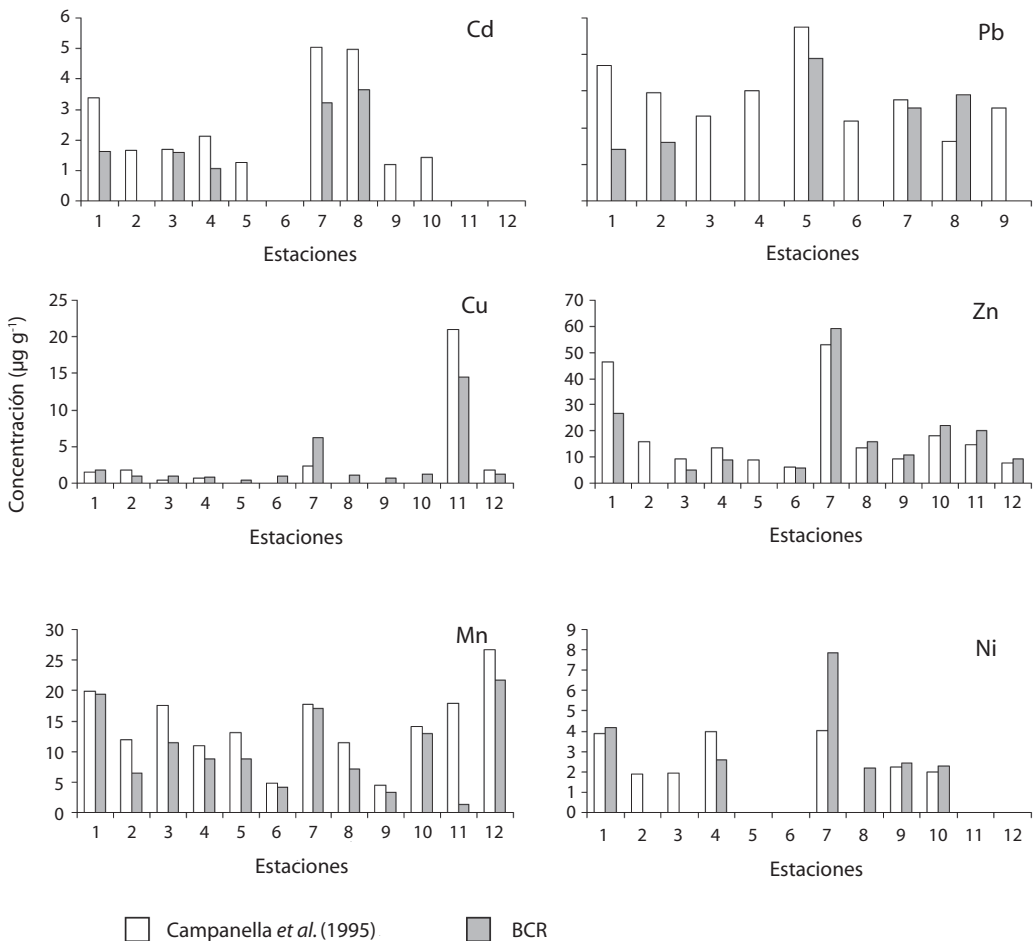 Cd
6
5
4
3
2
1
0
1 2 3 4 5 6 7 8 9 10 11 12
Estaciones
Pb
1 2 3 4 5 6 7 8 9
Estaciones
Concentración (µg g⁻¹)
Cu
25
20
15
10
5
0
1 2 3 4 5 6 7 8 9 10 11 12
Estaciones
Zn
70
60
50
40
30
20
10
0
1 2 3 4 5 6 7 8 9 10 11 12
Estaciones
Mn
30
25
20
15
10
5
0
1 2 3 4 5 6 7 8 9 10 11 12
Estaciones
Ni
9
8
7
6
5
4
3
2
1
0
1 2 3 4 5 6 7 8 9 10 11 12
Estaciones
Campanella et al. (1995)
BCR